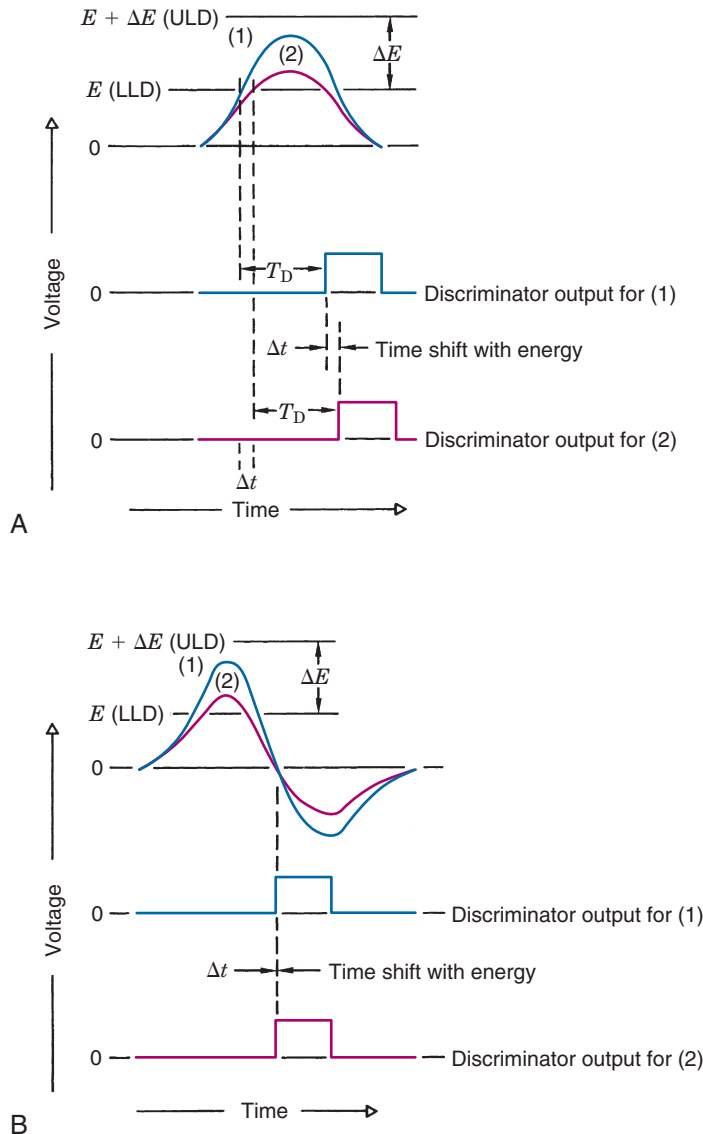 E + ΔE (ULD)
(1)
(2)
ΔE
E (LLD)
0
Voltage
T_D
0
Discriminator output for (1)
Δt
Time shift with energy
T_D
0
Discriminator output for (2)
Δt
Time
A
E + ΔE (ULD)
(1)
(2)
ΔE
E (LLD)
0
Voltage
0
Discriminator output for (1)
Δt
Time shift with energy
0
Discriminator output for (2)
Time
B